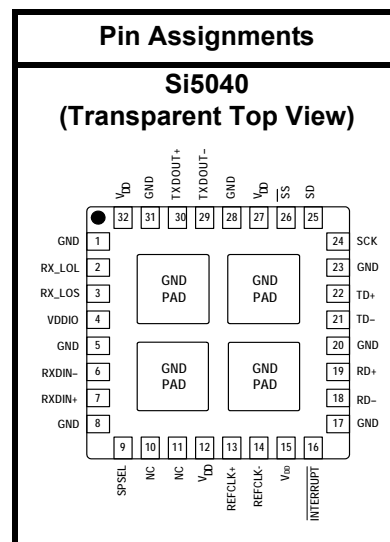 Pin Assignments
Si5040
(Transparent Top View)
VDD
GND
TXDOUT+
TXDOUT–
GND
VDD
SS
SD
32 31 30 29 28 27 26 25
GND 1
RX_LOL 2
RX_LOS 3
VDDIO 4
GND 5
RXDIN– 6
RXDIN+ 7
GND 8
24 SCK
23 GND
22 TD+
21 TD–
20 GND
19 RD+
18 RD–
17 GND
GND
PAD
GND
PAD
GND
PAD
GND
PAD
9 10 11 12 13 14 15 16
SPSEL
NC
NC
VDD
REFCLK+
REFCLK-
VDD
INTERRUPT